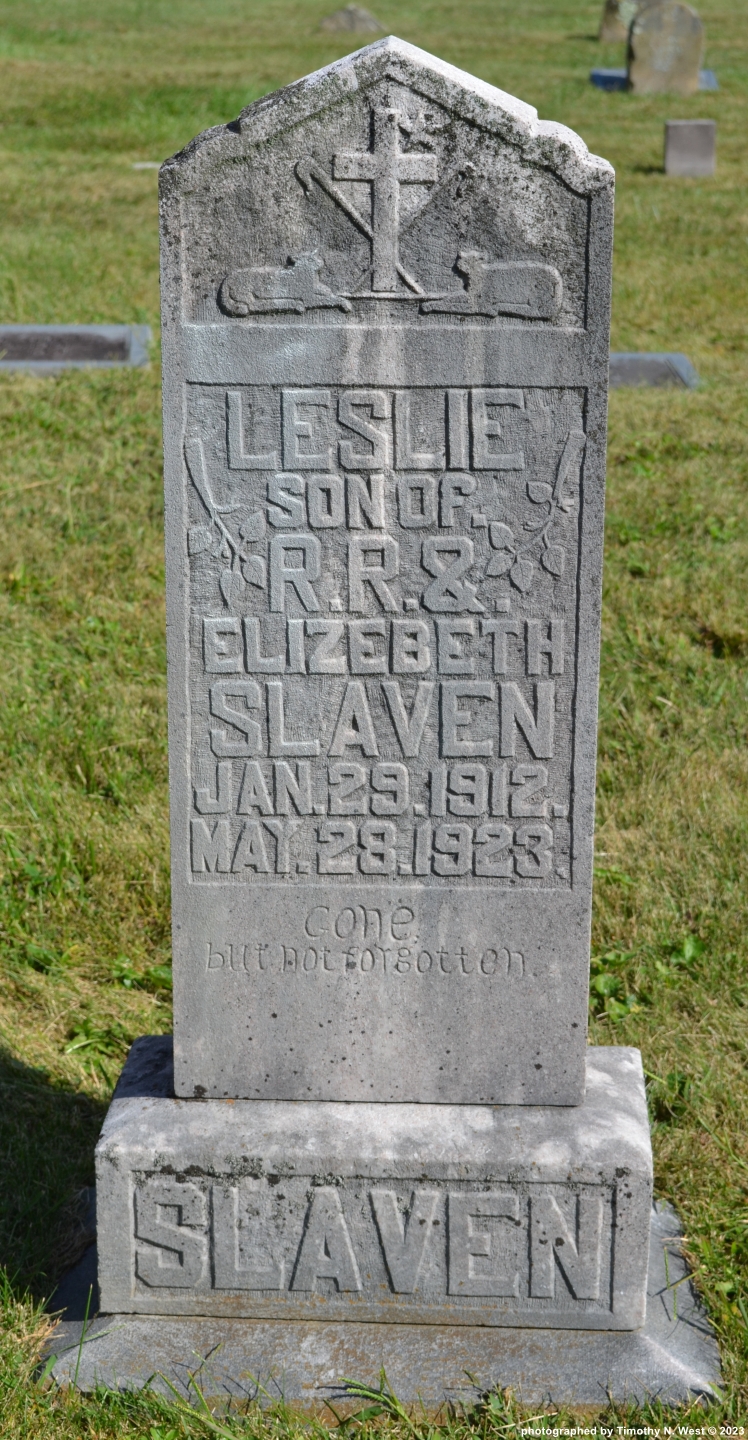 LESLIE
SON OF.
R.R.&.
ELIZEBETH
SLAVEN
JAN.29.1912.
MAY.28.1923.
Gone.
but not forgotten.
SLAVEN
photographed by Timothy N. West © 2023